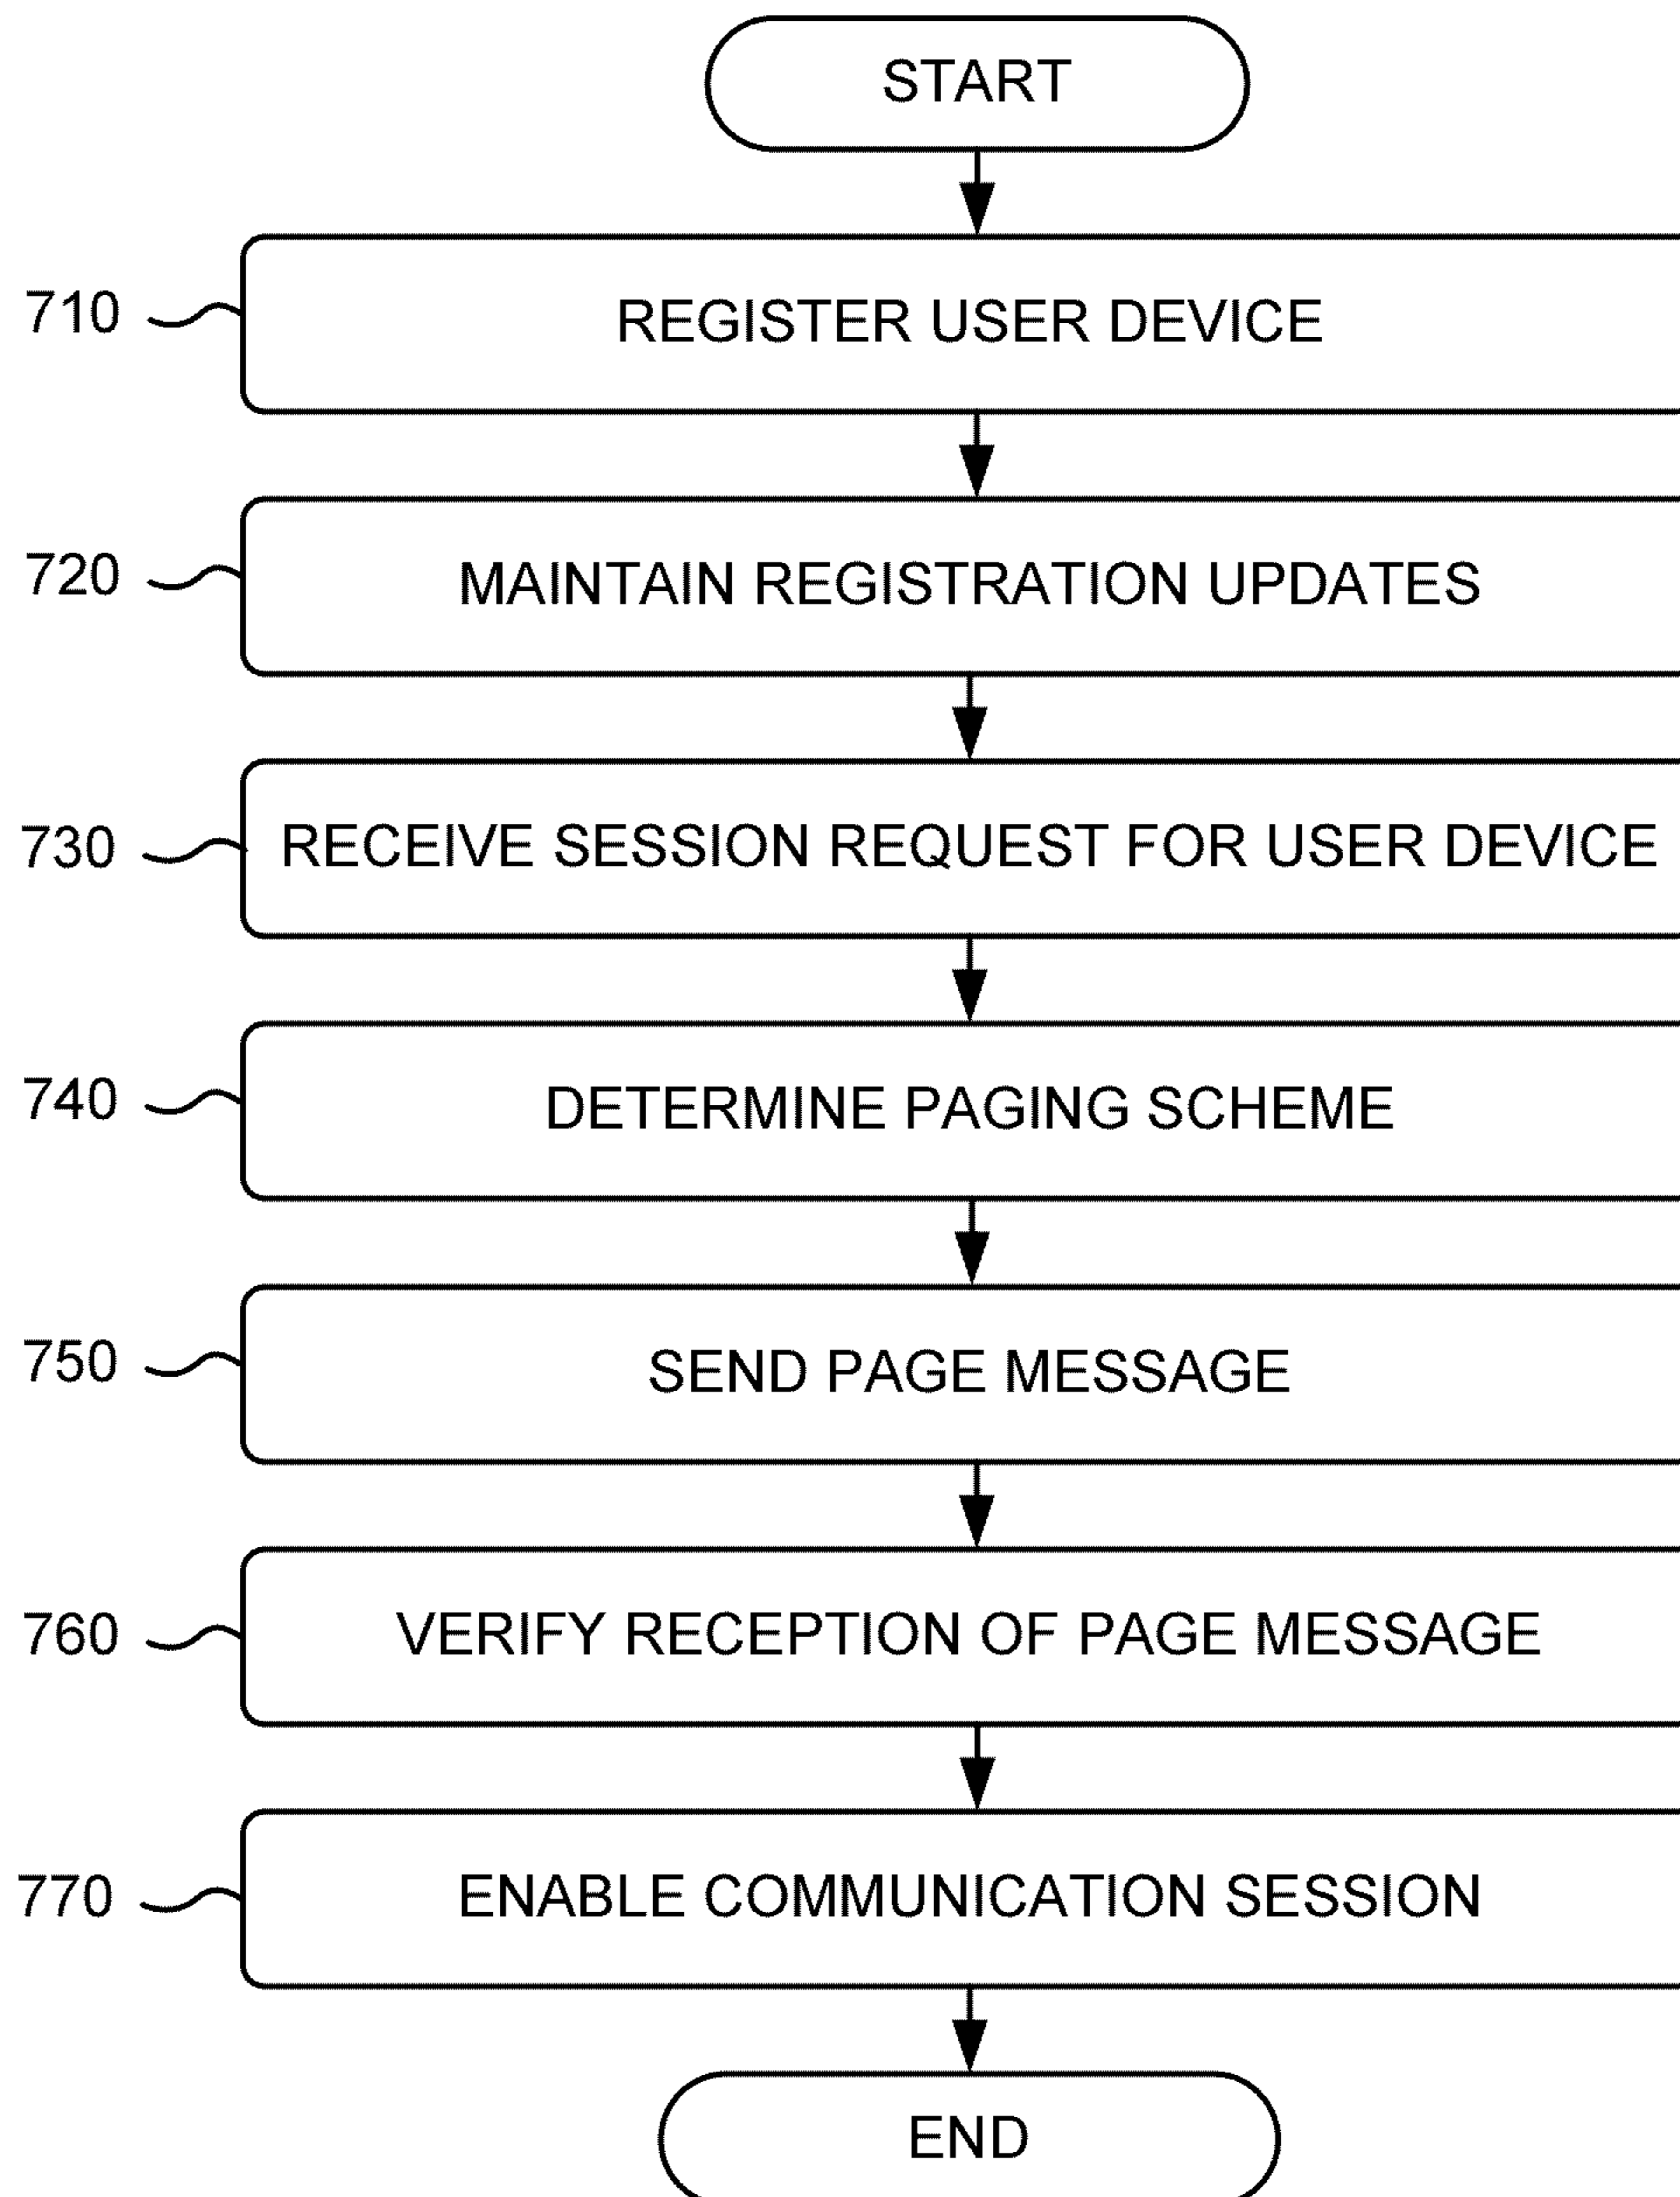 START
710 REGISTER USER DEVICE
720 MAINTAIN REGISTRATION UPDATES
730 RECEIVE SESSION REQUEST FOR USER DEVICE
740 DETERMINE PAGING SCHEME
750 SEND PAGE MESSAGE
760 VERIFY RECEPTION OF PAGE MESSAGE
770 ENABLE COMMUNICATION SESSION
END